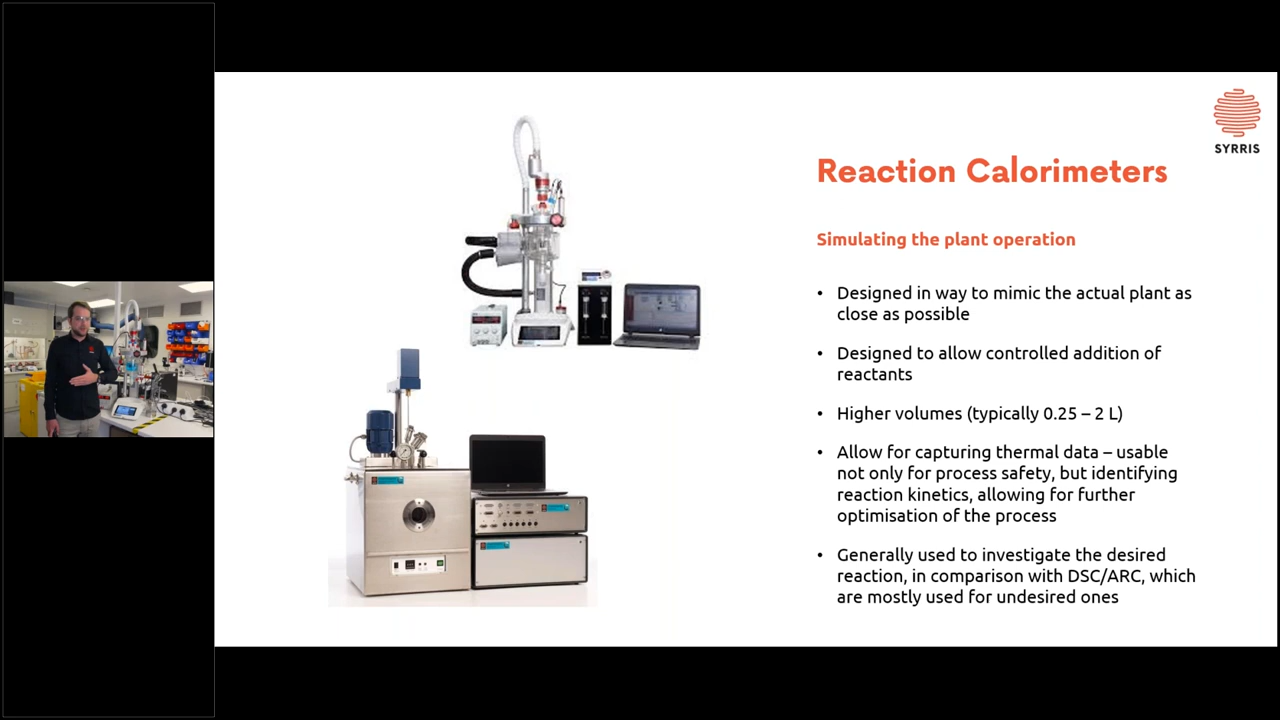 SYRRIS
Reaction Calorimeters
Simulating the plant operation
• Designed in way to mimic the actual plant as
close as possible
• Designed to allow controlled addition of
reactants
• Higher volumes (typically 0.25 – 2 L)
• Allow for capturing thermal data – usable
not only for process safety, but identifying
reaction kinetics, allowing for further
optimisation of the process
• Generally used to investigate the desired
reaction, in comparison with DSC/ARC, which
are mostly used for undesired ones